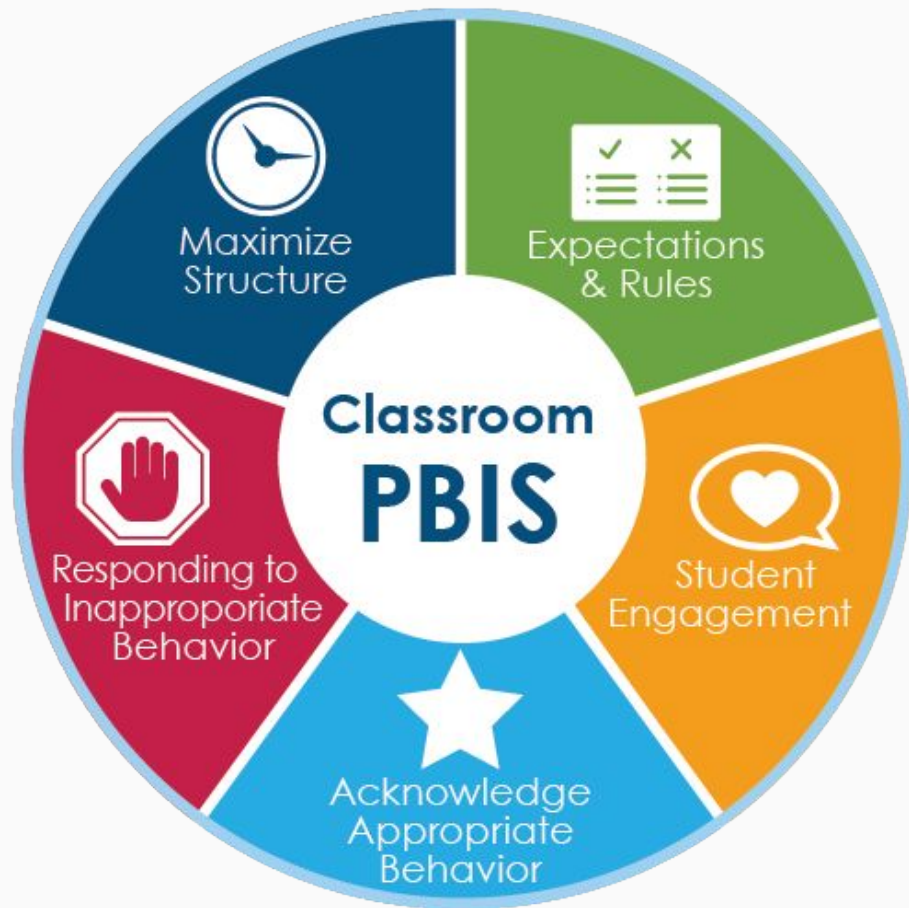 Maximize
Structure
Expectations
& Rules
Classroom
PBIS
Responding to
Inapproporiate
Behavior
Student
Engagement
Acknowledge
Appropriate
Behavior